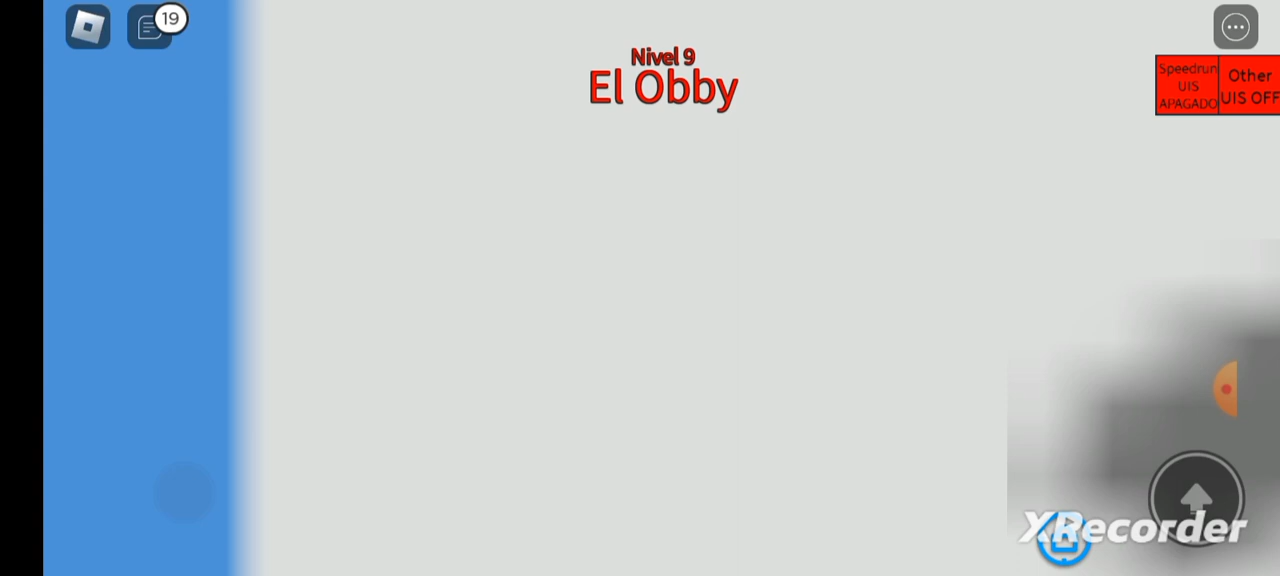 19
Nivel 9
El Obby
Speedrun
UIS
APAGADO
Other
UIS OFF
XRecorder